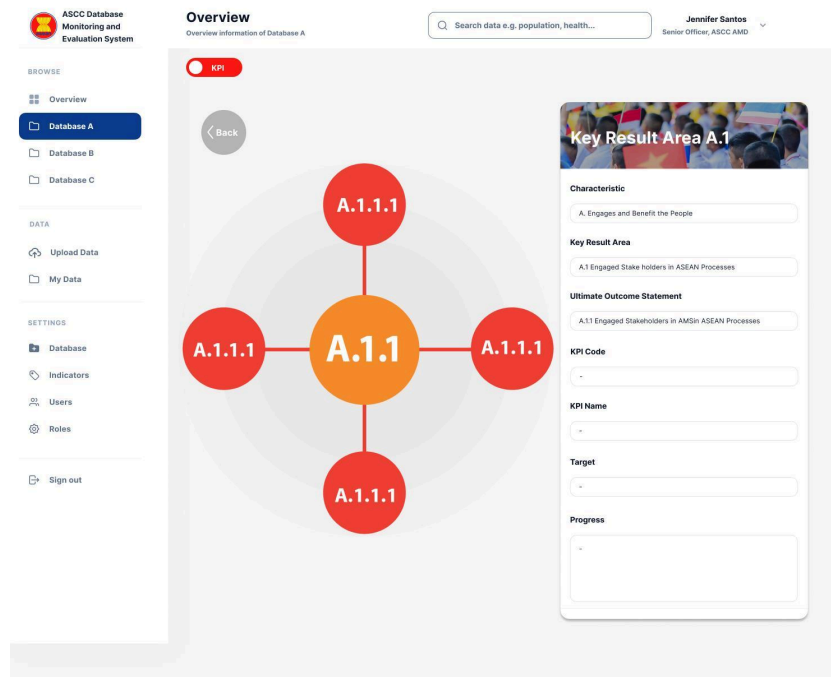 ASCC Database
Monitoring and
Evaluation System
Overview
Overview information of Database A
Search data e.g. population, health...
Jennifer Santos
Senior Officer, ASCC AMD
BROWSE
Overview
Database A
Database B
Database C
DATA
Upload Data
My Data
SETTINGS
Database
Indicators
Users
Roles
Sign out
KPI
Back
A.1.1.1
A.1.1.1
A.1.1
A.1.1.1
A.1.1.1
Key Result Area A.1
Characteristic
A. Engages and Benefit the People
Key Result Area
A.1 Engaged Stake holders in ASEAN Processes
Ultimate Outcome Statement
A.1.1 Engaged Stakeholders in AMSin ASEAN Processes
KPI Code
-
KPI Name
-
Target
-
Progress
-